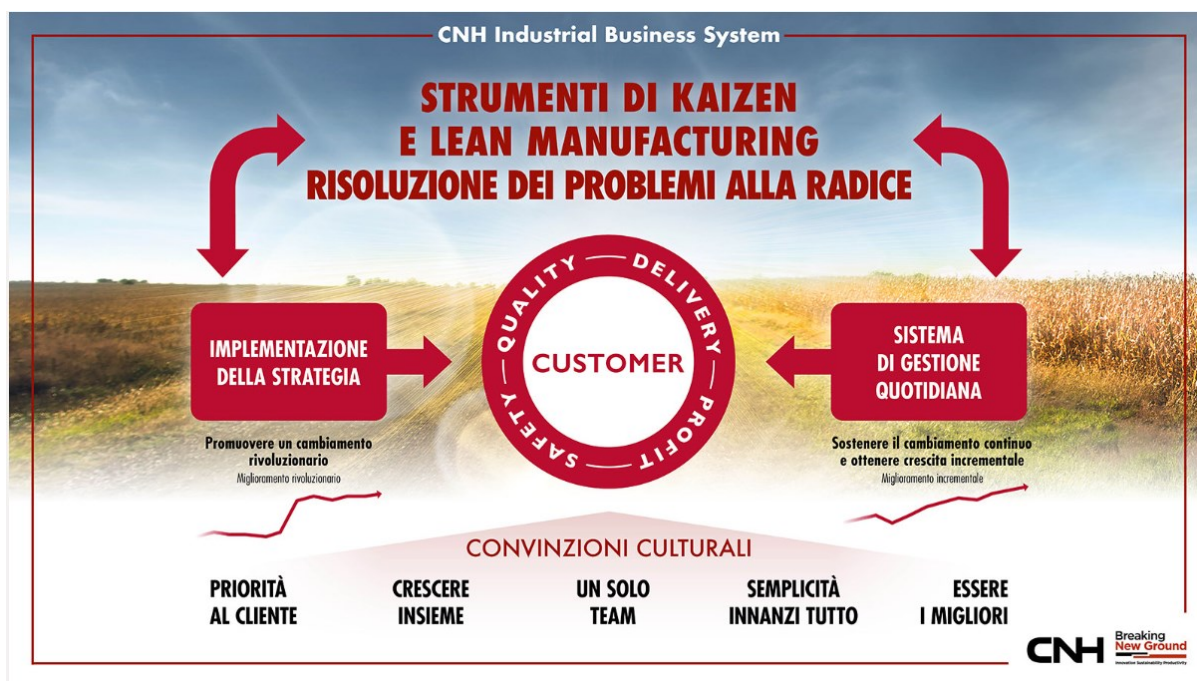 CNH Industrial Business System
STRUMENTI DI KAIZEN
E LEAN MANUFACTURING
RISOLUZIONE DEI PROBLEMI ALLA RADICE
IMPLEMENTAZIONE
DELLA STRATEGIA
SAFETY — QUALITY — DELIVERY — PROFIT
CUSTOMER
SISTEMA
DI GESTIONE
QUOTIDIANA
Promuovere un cambiamento
rivoluzionario
Miglioramento rivoluzionario
Sostenere il cambiamento continuo
e ottenere crescita incrementale
Miglioramento incrementale
CONVINZIONI CULTURALI
PRIORITÀ
AL CLIENTE
CRESCERE
INSIEME
UN SOLO
TEAM
SEMPLICITÀ
INNANZI TUTTO
ESSERE
I MIGLIORI
CNH
Breaking
New Ground
Innovation Sustainability Productivity